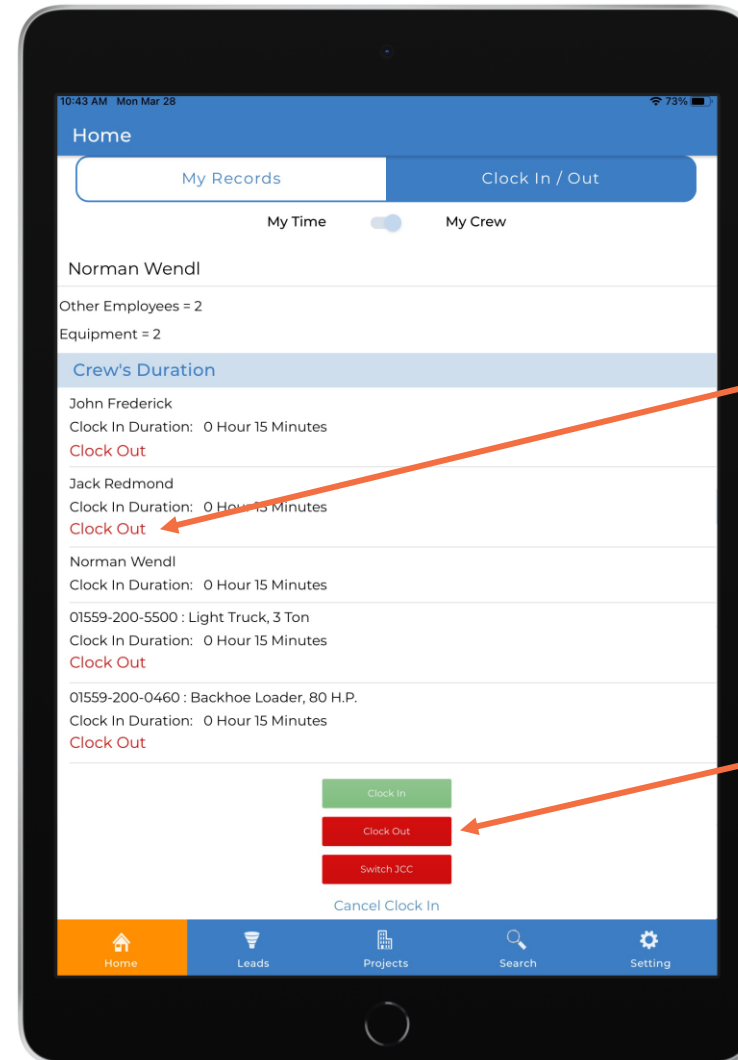 10:43 AM Mon Mar 28 73%
Home
My Records Clock In / Out
My Time My Crew
Norman Wendl
Other Employees = 2
Equipment = 2
Crew's Duration
John Frederick
Clock In Duration: 0 Hour 15 Minutes
Clock Out
Jack Redmond
Clock In Duration: 0 Hour 15 Minutes
Clock Out
Norman Wendl
Clock In Duration: 0 Hour 15 Minutes
01559-200-5500 : Light Truck, 3 Ton
Clock In Duration: 0 Hour 15 Minutes
Clock Out
01559-200-0460 : Backhoe Loader, 80 H.P.
Clock In Duration: 0 Hour 15 Minutes
Clock Out
Clock In
Clock Out
Switch JCC
Cancel Clock In
Home Leads Projects Search Setting